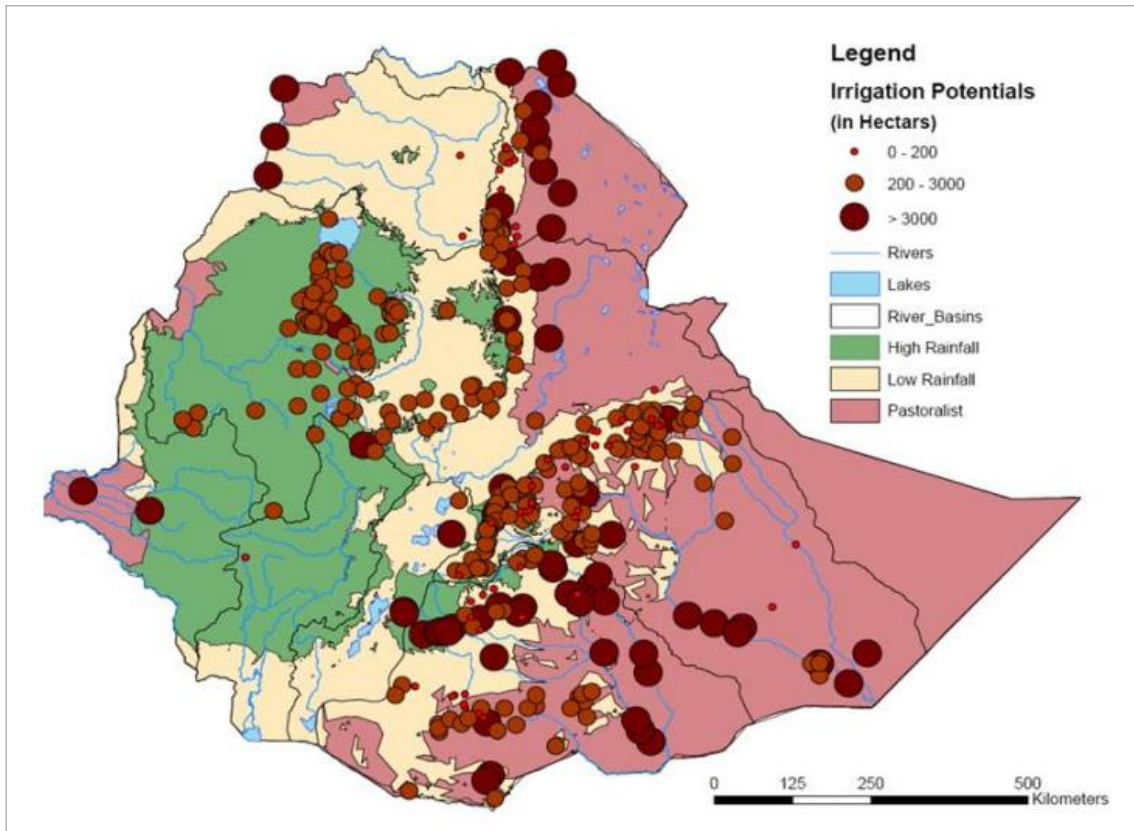 Legend
Irrigation Potentials
(in Hectars)
0 - 200
200 - 3000
> 3000
Rivers
Lakes
River_Basins
High Rainfall
Low Rainfall
Pastoralist
0 125 250 500
Kilometers